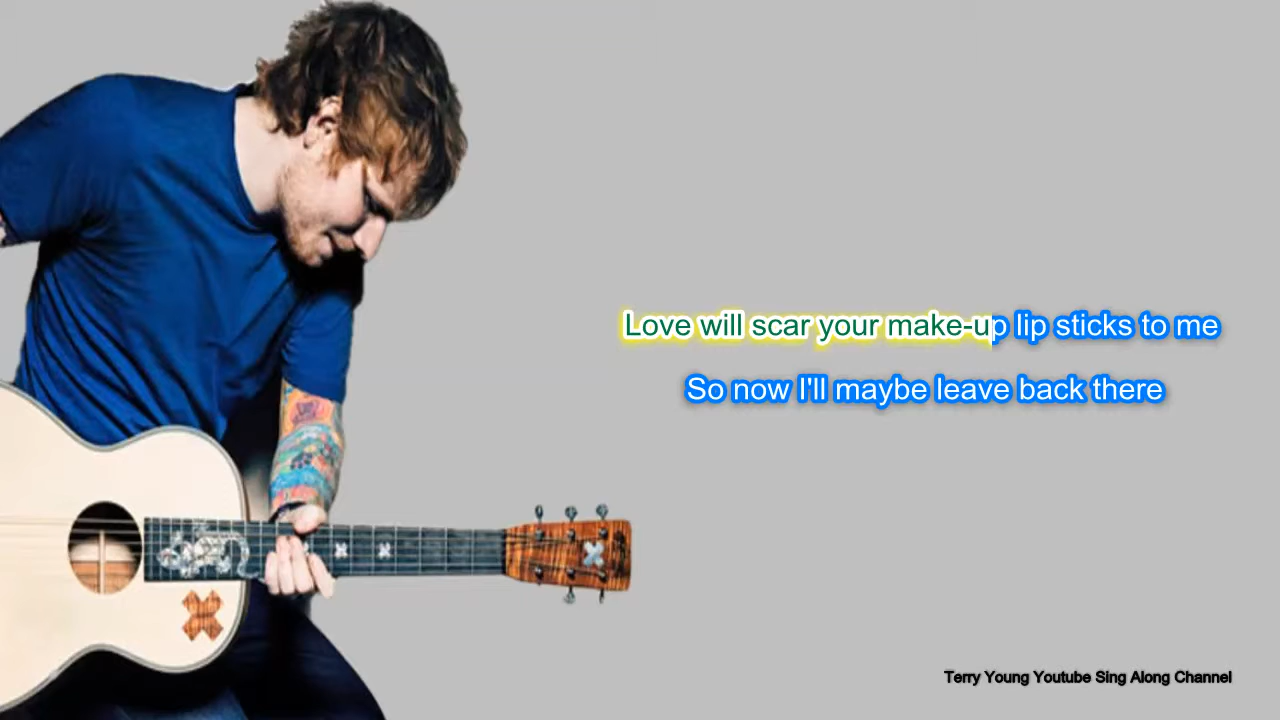 Love will scar your make-up lip sticks to me
So now I'll maybe leave back there
Terry Young Youtube Sing Along Channel